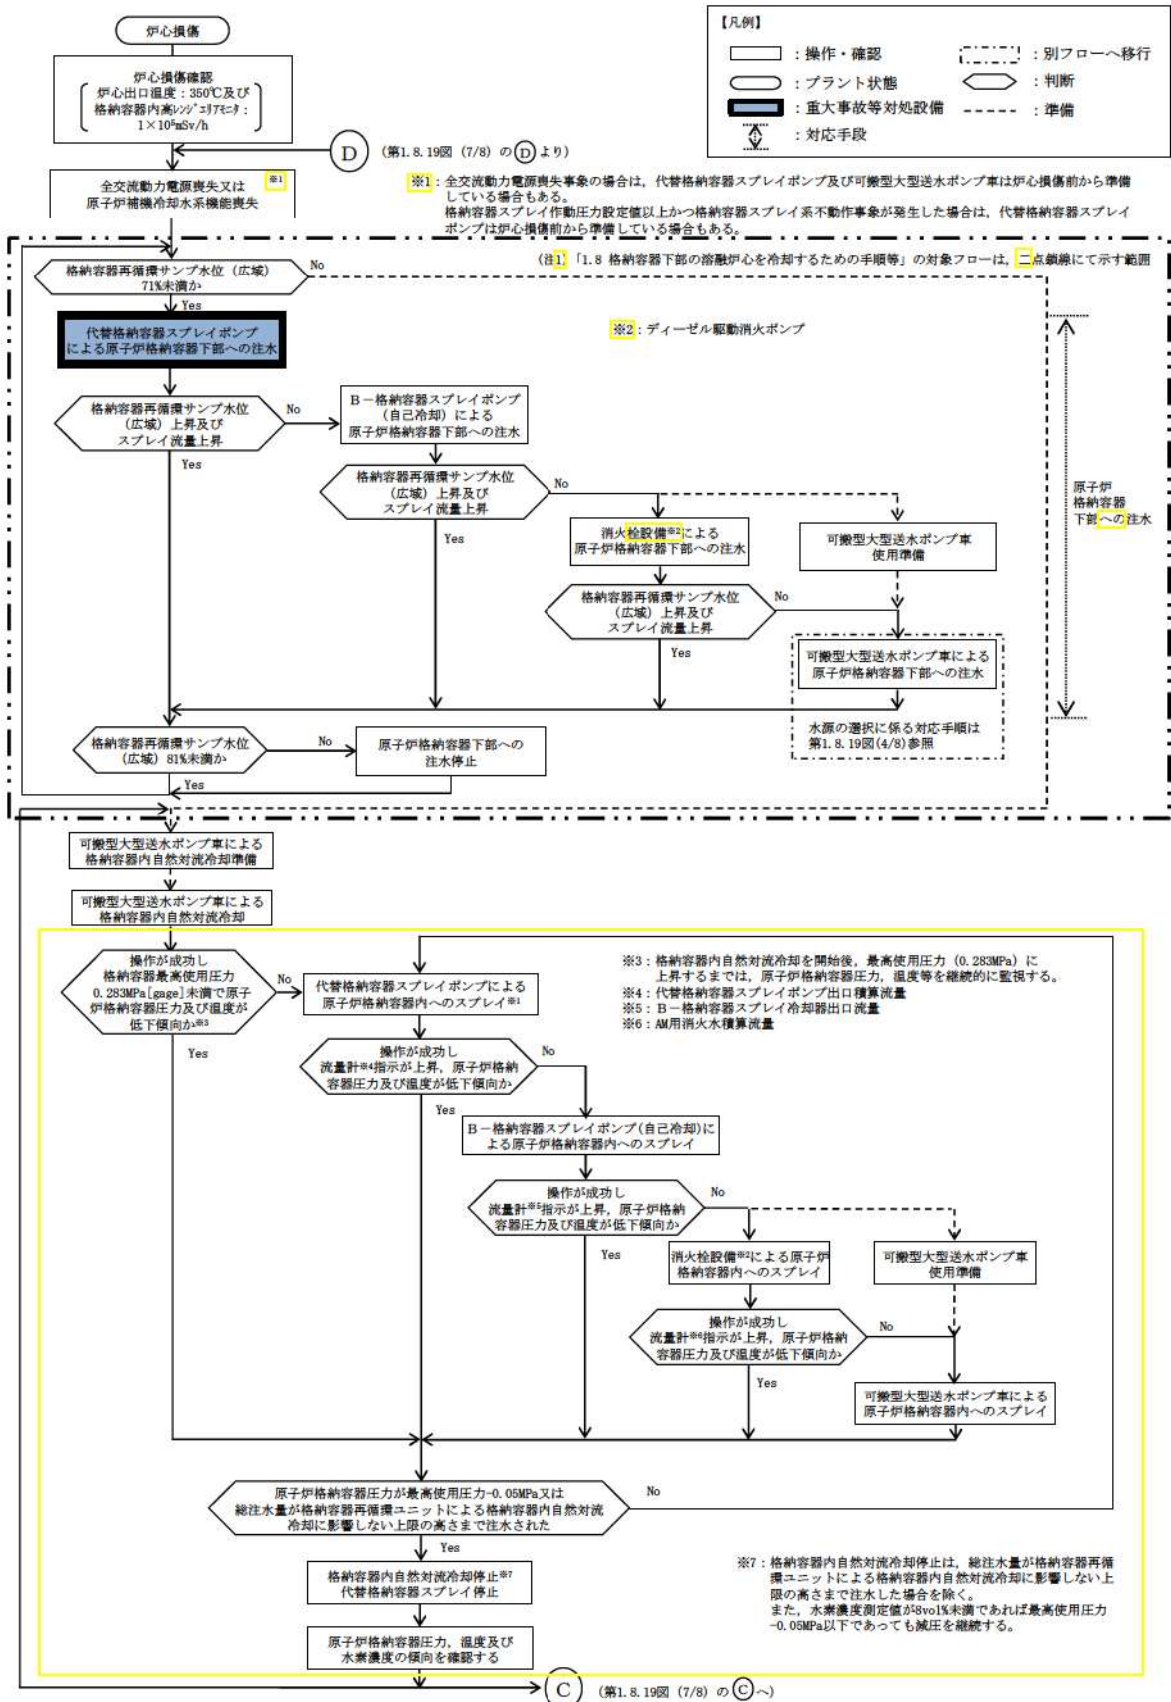 炉心損傷
【凡例】
：操作・確認
：別フローへ移行
：プラント状態
：判断
：重大事故等対処設備
：準備
：対応手段
炉心損傷確認
炉心出口温度：350℃及び
格納容器内高ﾚﾝｼﾞｴﾘｱﾓﾆﾀ：
1×10⁵mSv/h
D
(第1.8.19図 (7/8) の Ⓓ より)
全交流動力電源喪失又は ※1
原子炉補機冷却水系機能喪失
※1：全交流動力電源喪失事象の場合は，代替格納容器スプレイポンプ及び可搬型大型送水ポンプ車は炉心損傷前から準備
している場合もある。
格納容器スプレイ作動圧力設定値以上かつ格納容器スプレイ系不動作事象が発生した場合は，代替格納容器スプレイ
ポンプは炉心損傷前から準備している場合もある。
(注1)「1.8 格納容器下部の溶融炉心を冷却するための手順等」の対象フローは，二点鎖線にて示す範囲
格納容器再循環サンプ水位（広域）
71%未満か
No
Yes
代替格納容器スプレイポンプ
による原子炉格納容器下部への注水
※2：ディーゼル駆動消火ポンプ
格納容器再循環サンプ水位
（広域）上昇及び
スプレイ流量上昇
No
Yes
B－格納容器スプレイポンプ
（自己冷却）による
原子炉格納容器下部への注水
格納容器再循環サンプ水位
（広域）上昇及び
スプレイ流量上昇
No
Yes
消火栓設備※2による
原子炉格納容器下部への注水
可搬型大型送水ポンプ車
使用準備
原子炉
格納容器
下部への注水
格納容器再循環サンプ水位
（広域）上昇及び
スプレイ流量上昇
No
Yes
可搬型大型送水ポンプ車による
原子炉格納容器下部への注水
水源の選択に係る対応手順は
第1.8.19図(4/8)参照
格納容器再循環サンプ水位
（広域）81%未満か
No
Yes
原子炉格納容器下部への
注水停止
可搬型大型送水ポンプ車による
格納容器内自然対流冷却準備
可搬型大型送水ポンプ車による
格納容器内自然対流冷却
操作が成功し
格納容器最高使用圧力
0.283MPa[gage]未満で原子
炉格納容器圧力及び温度が
低下傾向か※3
No
Yes
代替格納容器スプレイポンプによる
原子炉格納容器内へのスプレイ※1
※3：格納容器内自然対流冷却を開始後，最高使用圧力（0.283MPa）に
上昇するまでは，原子炉格納容器圧力，温度等を継続的に監視する。
※4：代替格納容器スプレイポンプ出口積算流量
※5：B－格納容器スプレイ冷却器出口流量
※6：AM用消火水積算流量
操作が成功し
流量計※4指示が上昇，原子炉格納
容器圧力及び温度が低下傾向か
No
Yes
B－格納容器スプレイポンプ(自己冷却)に
よる原子炉格納容器内へのスプレイ
操作が成功し
流量計※5指示が上昇，原子炉格納
容器圧力及び温度が低下傾向か
No
Yes
消火栓設備※2による原子炉
格納容器内へのスプレイ
可搬型大型送水ポンプ車
使用準備
操作が成功し
流量計※6指示が上昇，原子炉格納
容器圧力及び温度が低下傾向か
No
Yes
可搬型大型送水ポンプ車による
原子炉格納容器内へのスプレイ
原子炉格納容器圧力が最高使用圧力-0.05MPa又は
総注水量が格納容器再循環ユニットによる格納容器内自然対流
冷却に影響しない上限の高さまで注水された
No
Yes
格納容器内自然対流冷却停止※7
代替格納容器スプレイ停止
※7：格納容器内自然対流冷却停止は，総注水量が格納容器再循
環ユニットによる格納容器内自然対流冷却に影響しない上
限の高さまで注水した場合を除く。
また，水素濃度測定値が8vol%未満であれば最高使用圧力
-0.05MPa以下であっても減圧を継続する。
原子炉格納容器圧力，温度及び
水素濃度の傾向を確認する
C
(第1.8.19図 (7/8) の Ⓒ へ)